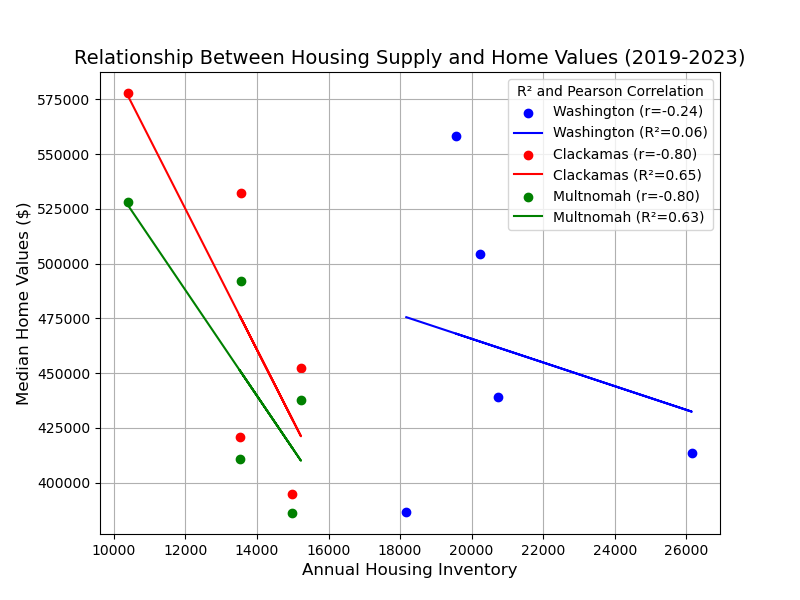 Relationship Between Housing Supply and Home Values (2019-2023)
R² and Pearson Correlation
Washington (r=-0.24)
Washington (R²=0.06)
Clackamas (r=-0.80)
Clackamas (R²=0.65)
Multnomah (r=-0.80)
Multnomah (R²=0.63)
Median Home Values ($)
575000
550000
525000
500000
475000
450000
425000
400000
10000 12000 14000 16000 18000 20000 22000 24000 26000
Annual Housing Inventory